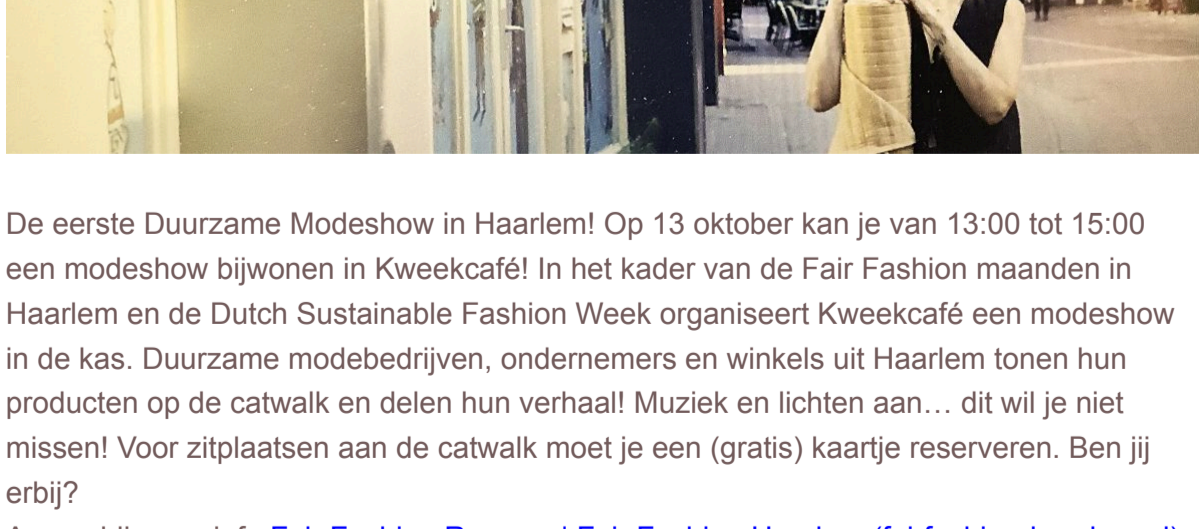 De eerste Duurzame Modeshow in Haarlem! Op 13 oktober kan je van 13:00 tot 15:00
een modeshow bijwonen in Kweekcafé! In het kader van de Fair Fashion maanden in
Haarlem en de Dutch Sustainable Fashion Week organiseert Kweekcafé een modeshow
in de kas. Duurzame modebedrijven, ondernemers en winkels uit Haarlem tonen hun
producten op de catwalk en delen hun verhaal! Muziek en lichten aan… dit wil je niet
missen! Voor zitplaatsen aan de catwalk moet je een (gratis) kaartje reserveren. Ben jij
erbij?